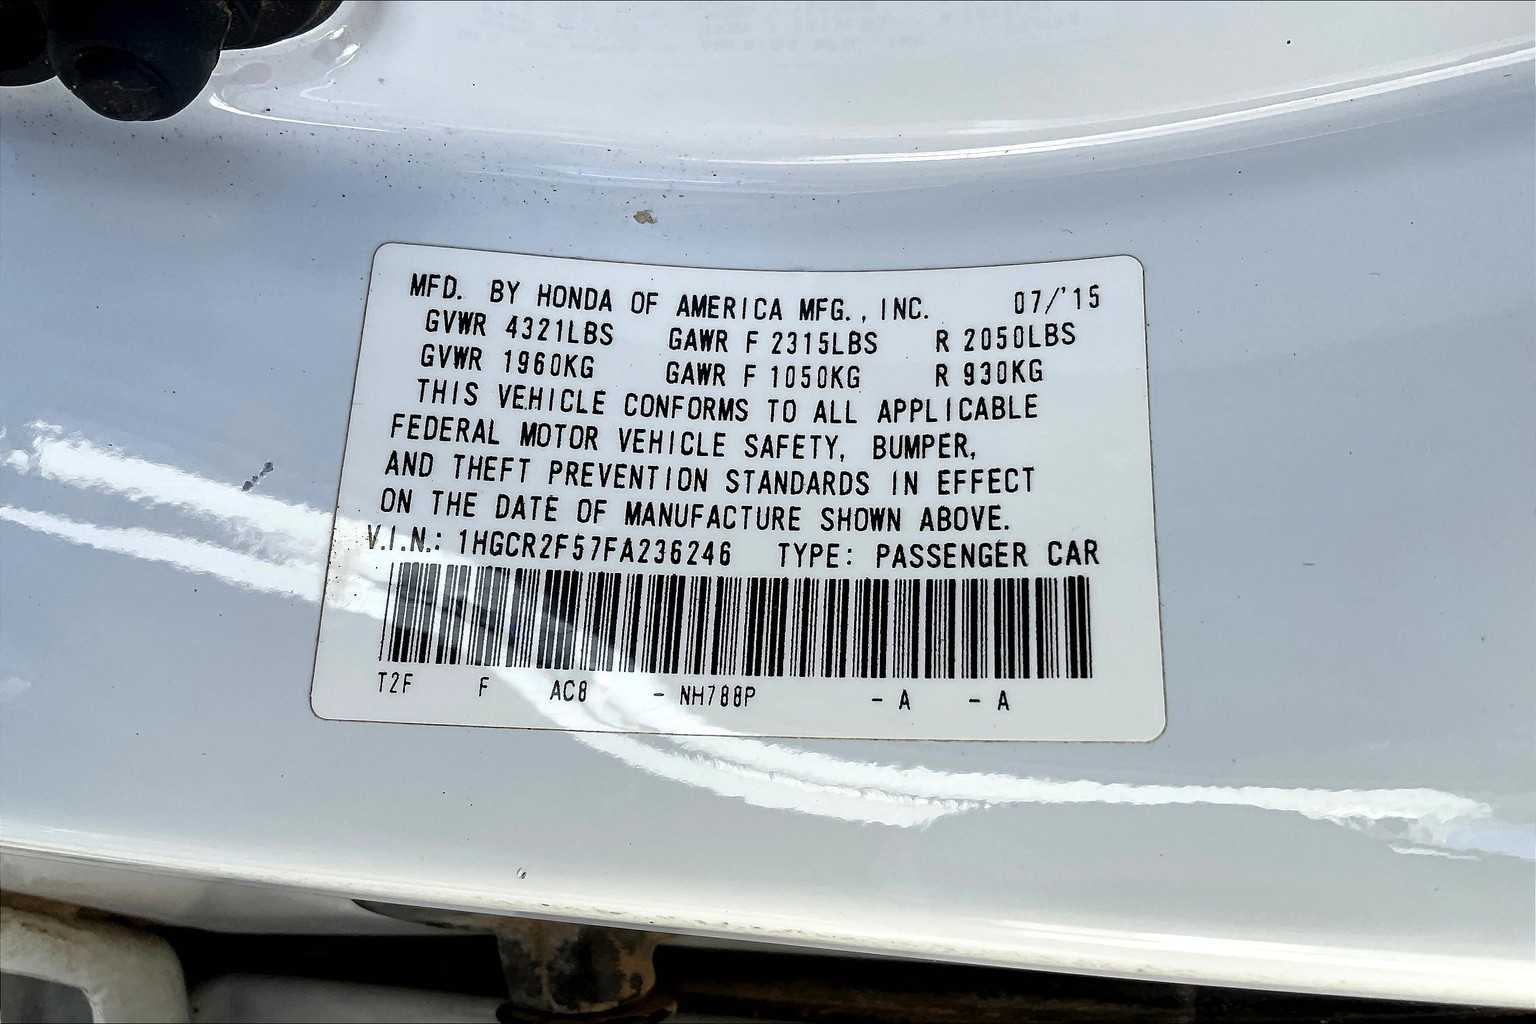 MFD. BY HONDA OF AMERICA MFG., INC. 07/'15
GVWR 4321LBS GAWR F 2315LBS R 2050LBS
GVWR 1960KG GAWR F 1050KG R 930KG
THIS VEHICLE CONFORMS TO ALL APPLICABLE
FEDERAL MOTOR VEHICLE SAFETY, BUMPER,
AND THEFT PREVENTION STANDARDS IN EFFECT
ON THE DATE OF MANUFACTURE SHOWN ABOVE.
V.I.N.: 1HGCR2F57FA236246 TYPE: PASSENGER CAR
T2F F AC8 - NH788P - A - A